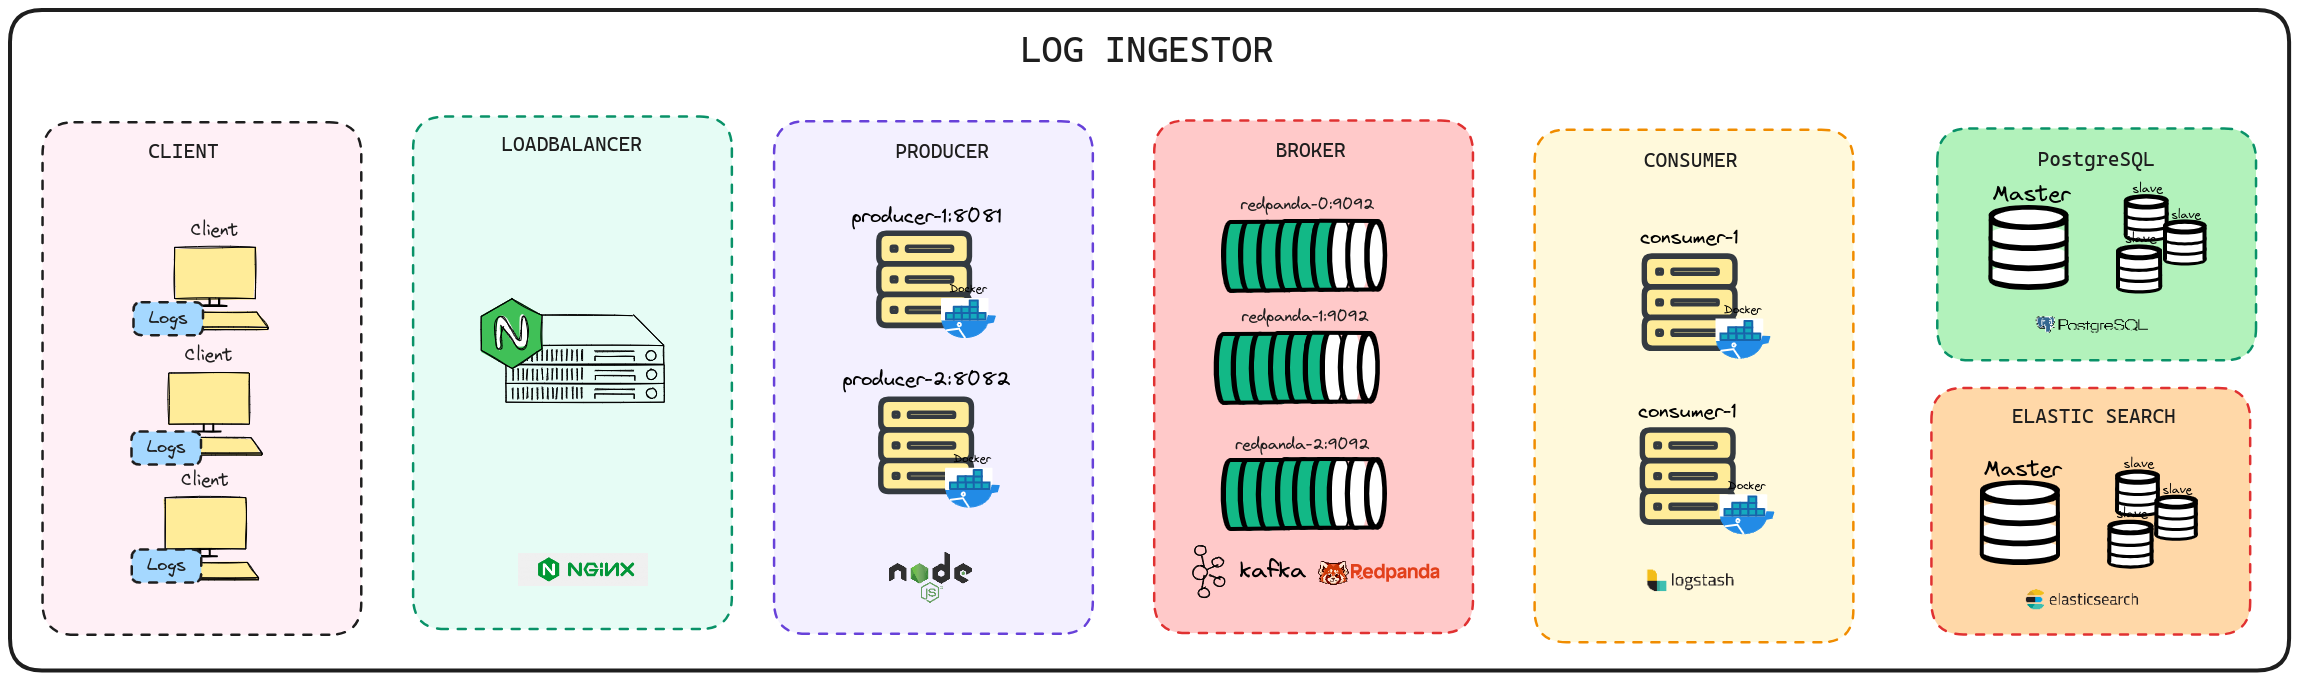 LOG INGESTOR
CLIENT
Client
Logs
Client
Logs
Client
Logs
LOADBALANCER
NGINX
PRODUCER
producer-1:8081
Docker
producer-2:8082
Docker
node
JS
BROKER
redpanda-0:9092
redpanda-1:9092
redpanda-2:9092
kafka
Redpanda
CONSUMER
consumer-1
Docker
consumer-1
Docker
logstash
PostgreSQL
Master
slave
slave
slave
PostgreSQL
ELASTIC SEARCH
Master
slave
slave
slave
elasticsearch